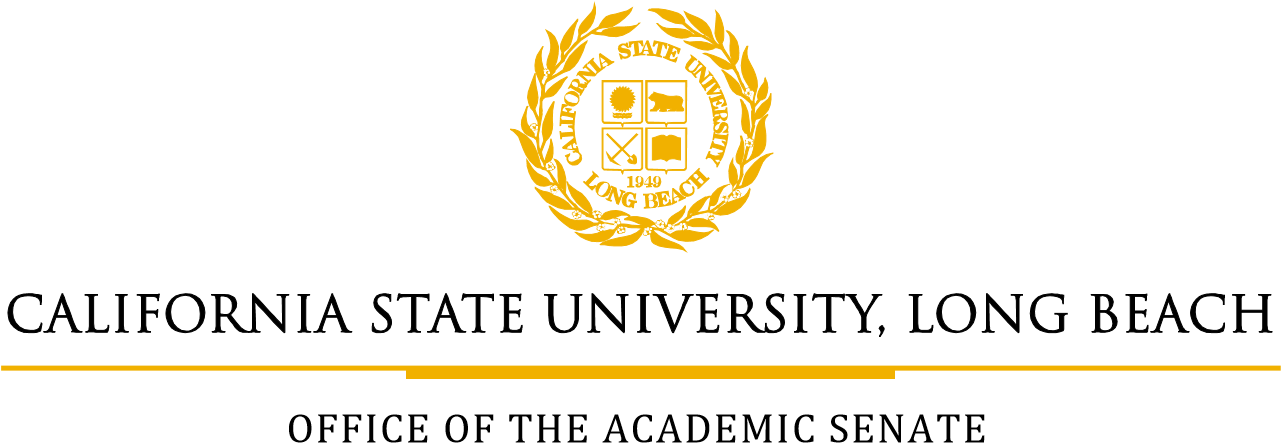 CALIFORNIA STATE UNIVERSITY
1949
LONG BEACH
CALIFORNIA STATE UNIVERSITY, LONG BEACH
OFFICE OF THE ACADEMIC SENATE